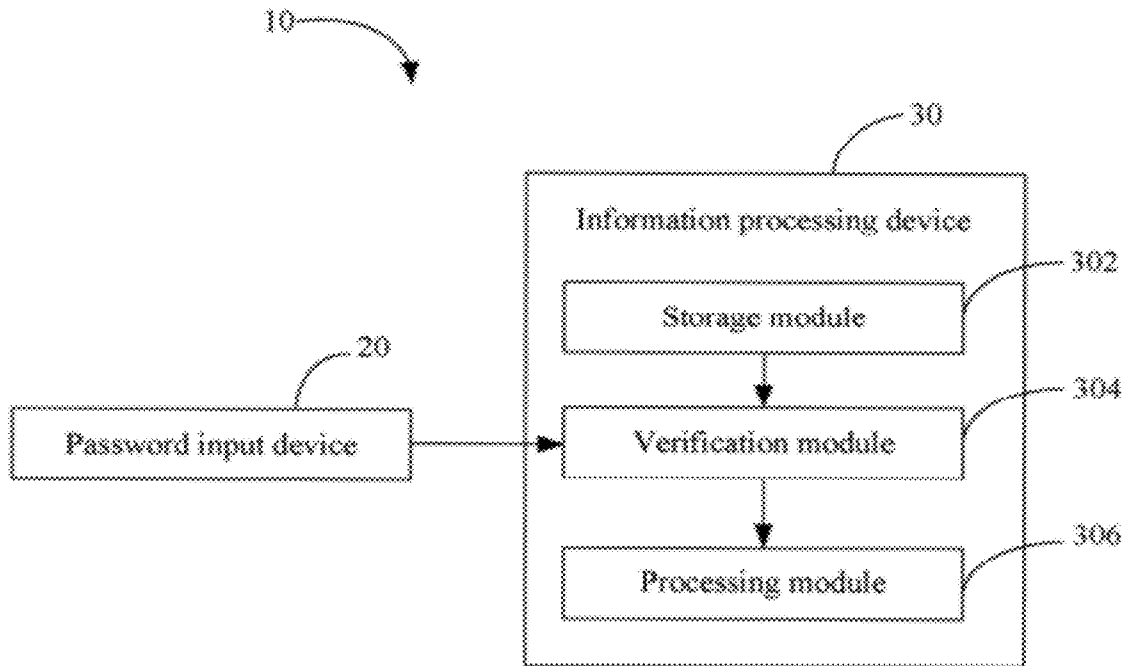 10
30
Information processing device
302
Storage module
20
304
Password input device
Verification module
306
Processing module